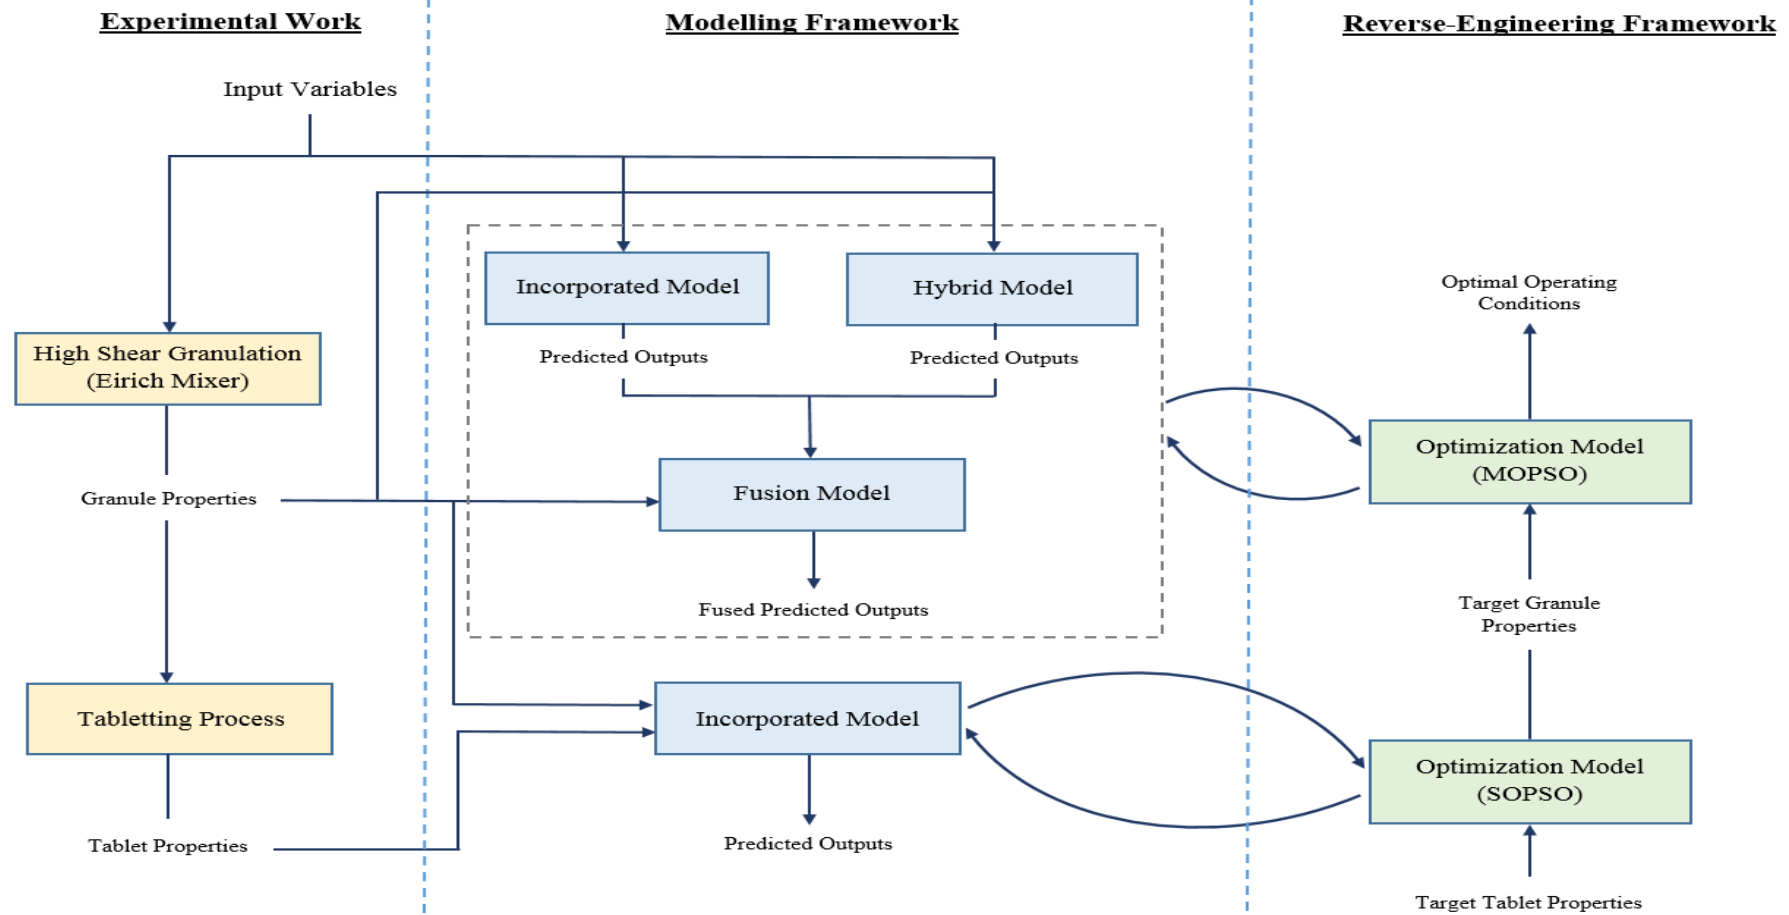 Experimental Work
Modelling Framework
Reverse-Engineering Framework
Input Variables
High Shear Granulation
(Eirich Mixer)
Granule Properties
Tabletting Process
Tablet Properties
Incorporated Model
Hybrid Model
Predicted Outputs
Predicted Outputs
Fusion Model
Fused Predicted Outputs
Incorporated Model
Predicted Outputs
Optimal Operating
Conditions
Optimization Model
(MOPSO)
Target Granule
Properties
Optimization Model
(SOPSO)
Target Tablet Properties